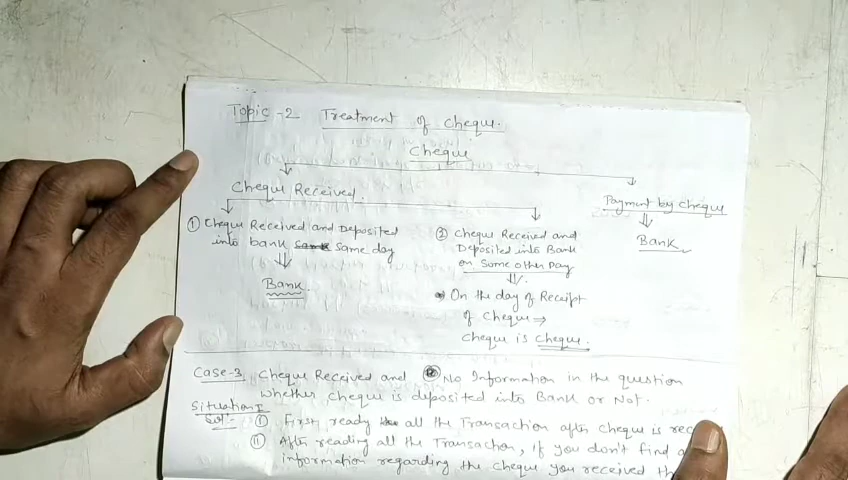 Topic-2 Treatment of Cheque.
Cheque
Cheque Received.
Payment by cheque
Bank
① Cheque Received and Deposited
into bank same day
Bank.
② Cheque Received and
Deposited into Bank
on Some other Day
On the day of Receipt
of Cheque ⇒
Cheque is cheque.
Case-3 Cheque Received and No Information in the question
whether cheque is deposited into Bank or Not.
Situation I
① First ready all the Transaction after cheque is
⑪ After reading all the Transaction, if you don't find
information regarding the cheque you received